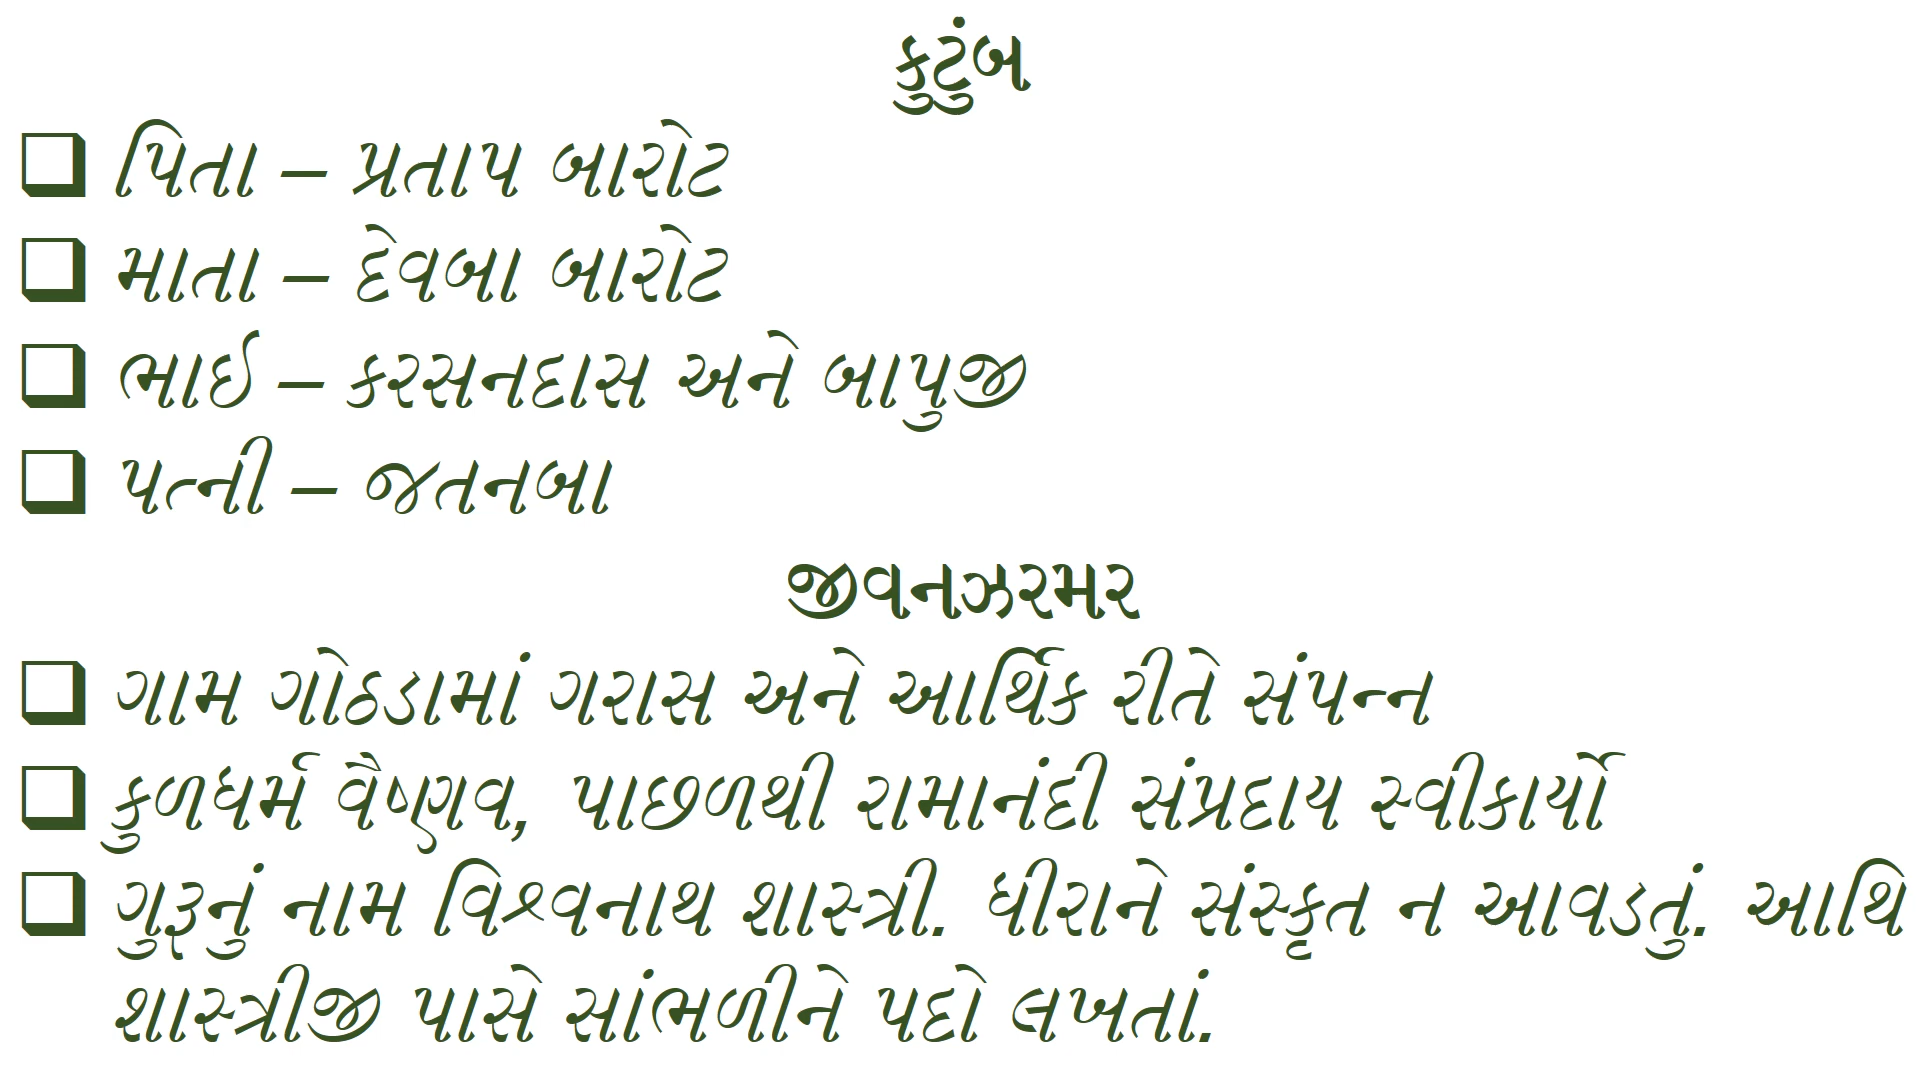 કુટુંબ
❑ પિતા – પ્રતાપ બારોટ
❑ માતા – દેવબા બારોટ
❑ ભાઈ – કરસનદાસ અને બાપુજી
❑ પત્ની – જતનબા
જીવનઝરમર
❑ ગામ ગોઠડામાં ગરાસ અને આર્થિક રીતે સંપન્ન
❑ કુળધર્મ વૈષ્ણવ, પાછળથી રામાનંદી સંપ્રદાય સ્વીકાર્યો
❑ ગુરૂનું નામ વિશ્વનાથ શાસ્ત્રી. ધીરાને સંસ્કૃત ન આવડતું. આથિ
શાસ્ત્રીજી પાસે સાંભળીને પદો લખતાં.